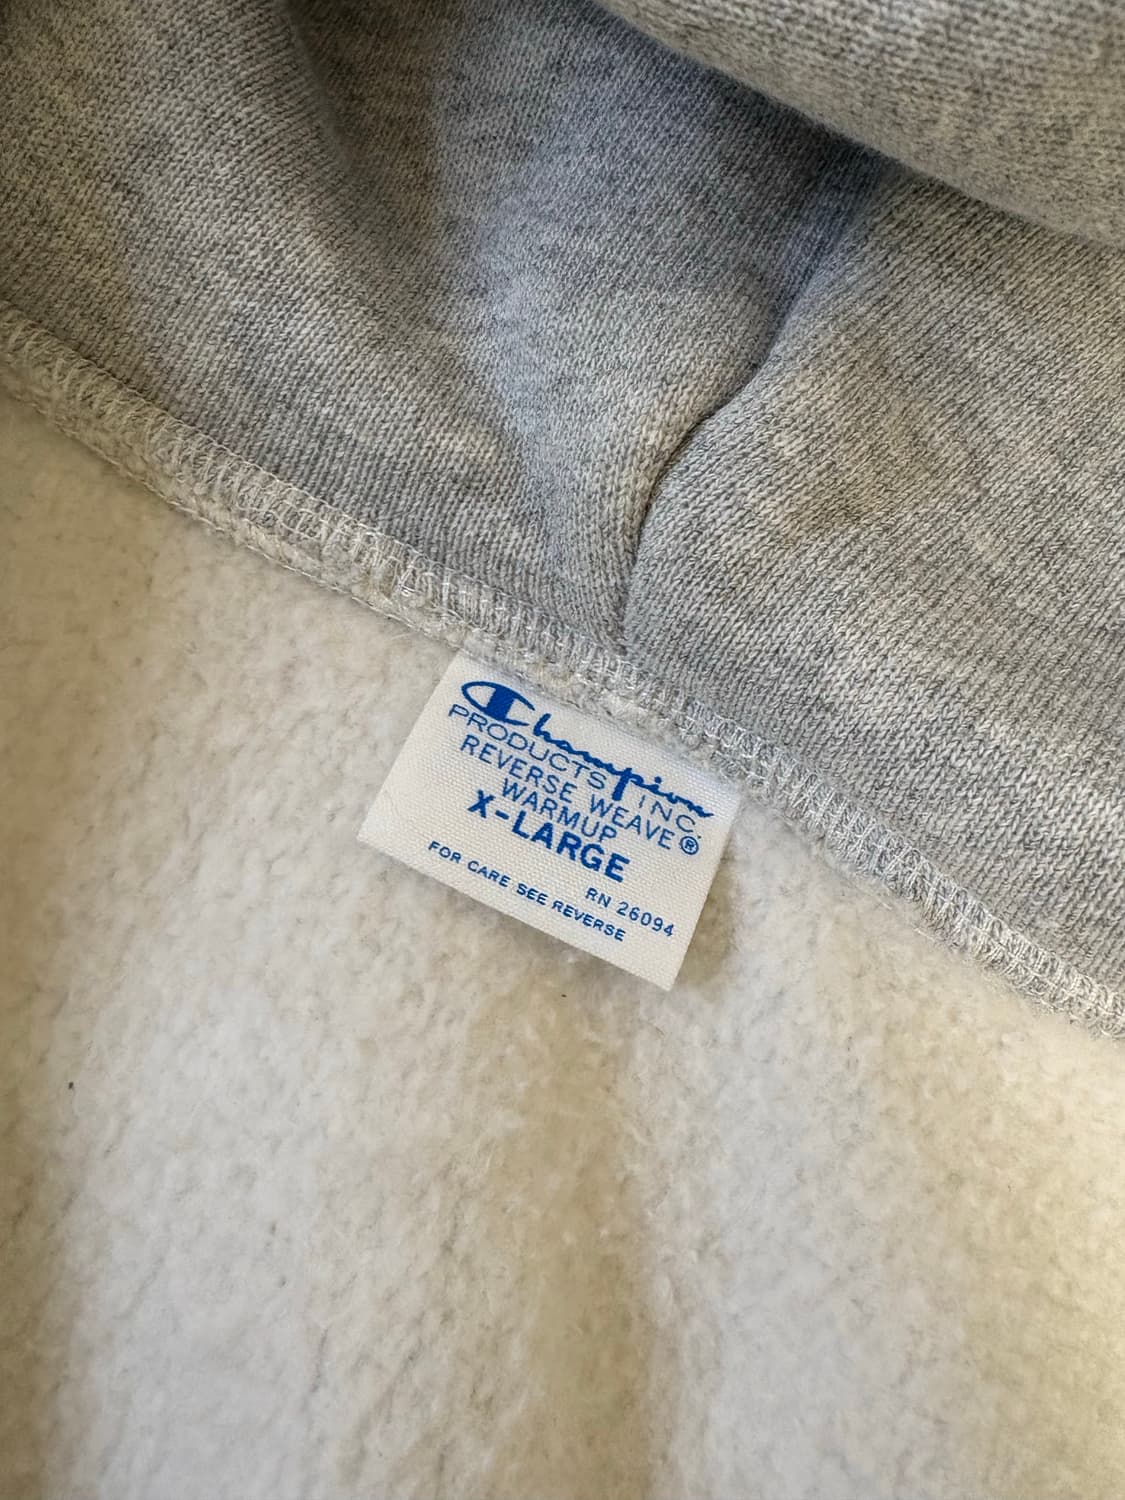 Champion
PRODUCTS INC.
REVERSE WEAVE®
WARMUP
X-LARGE
RN 26094
FOR CARE SEE REVERSE